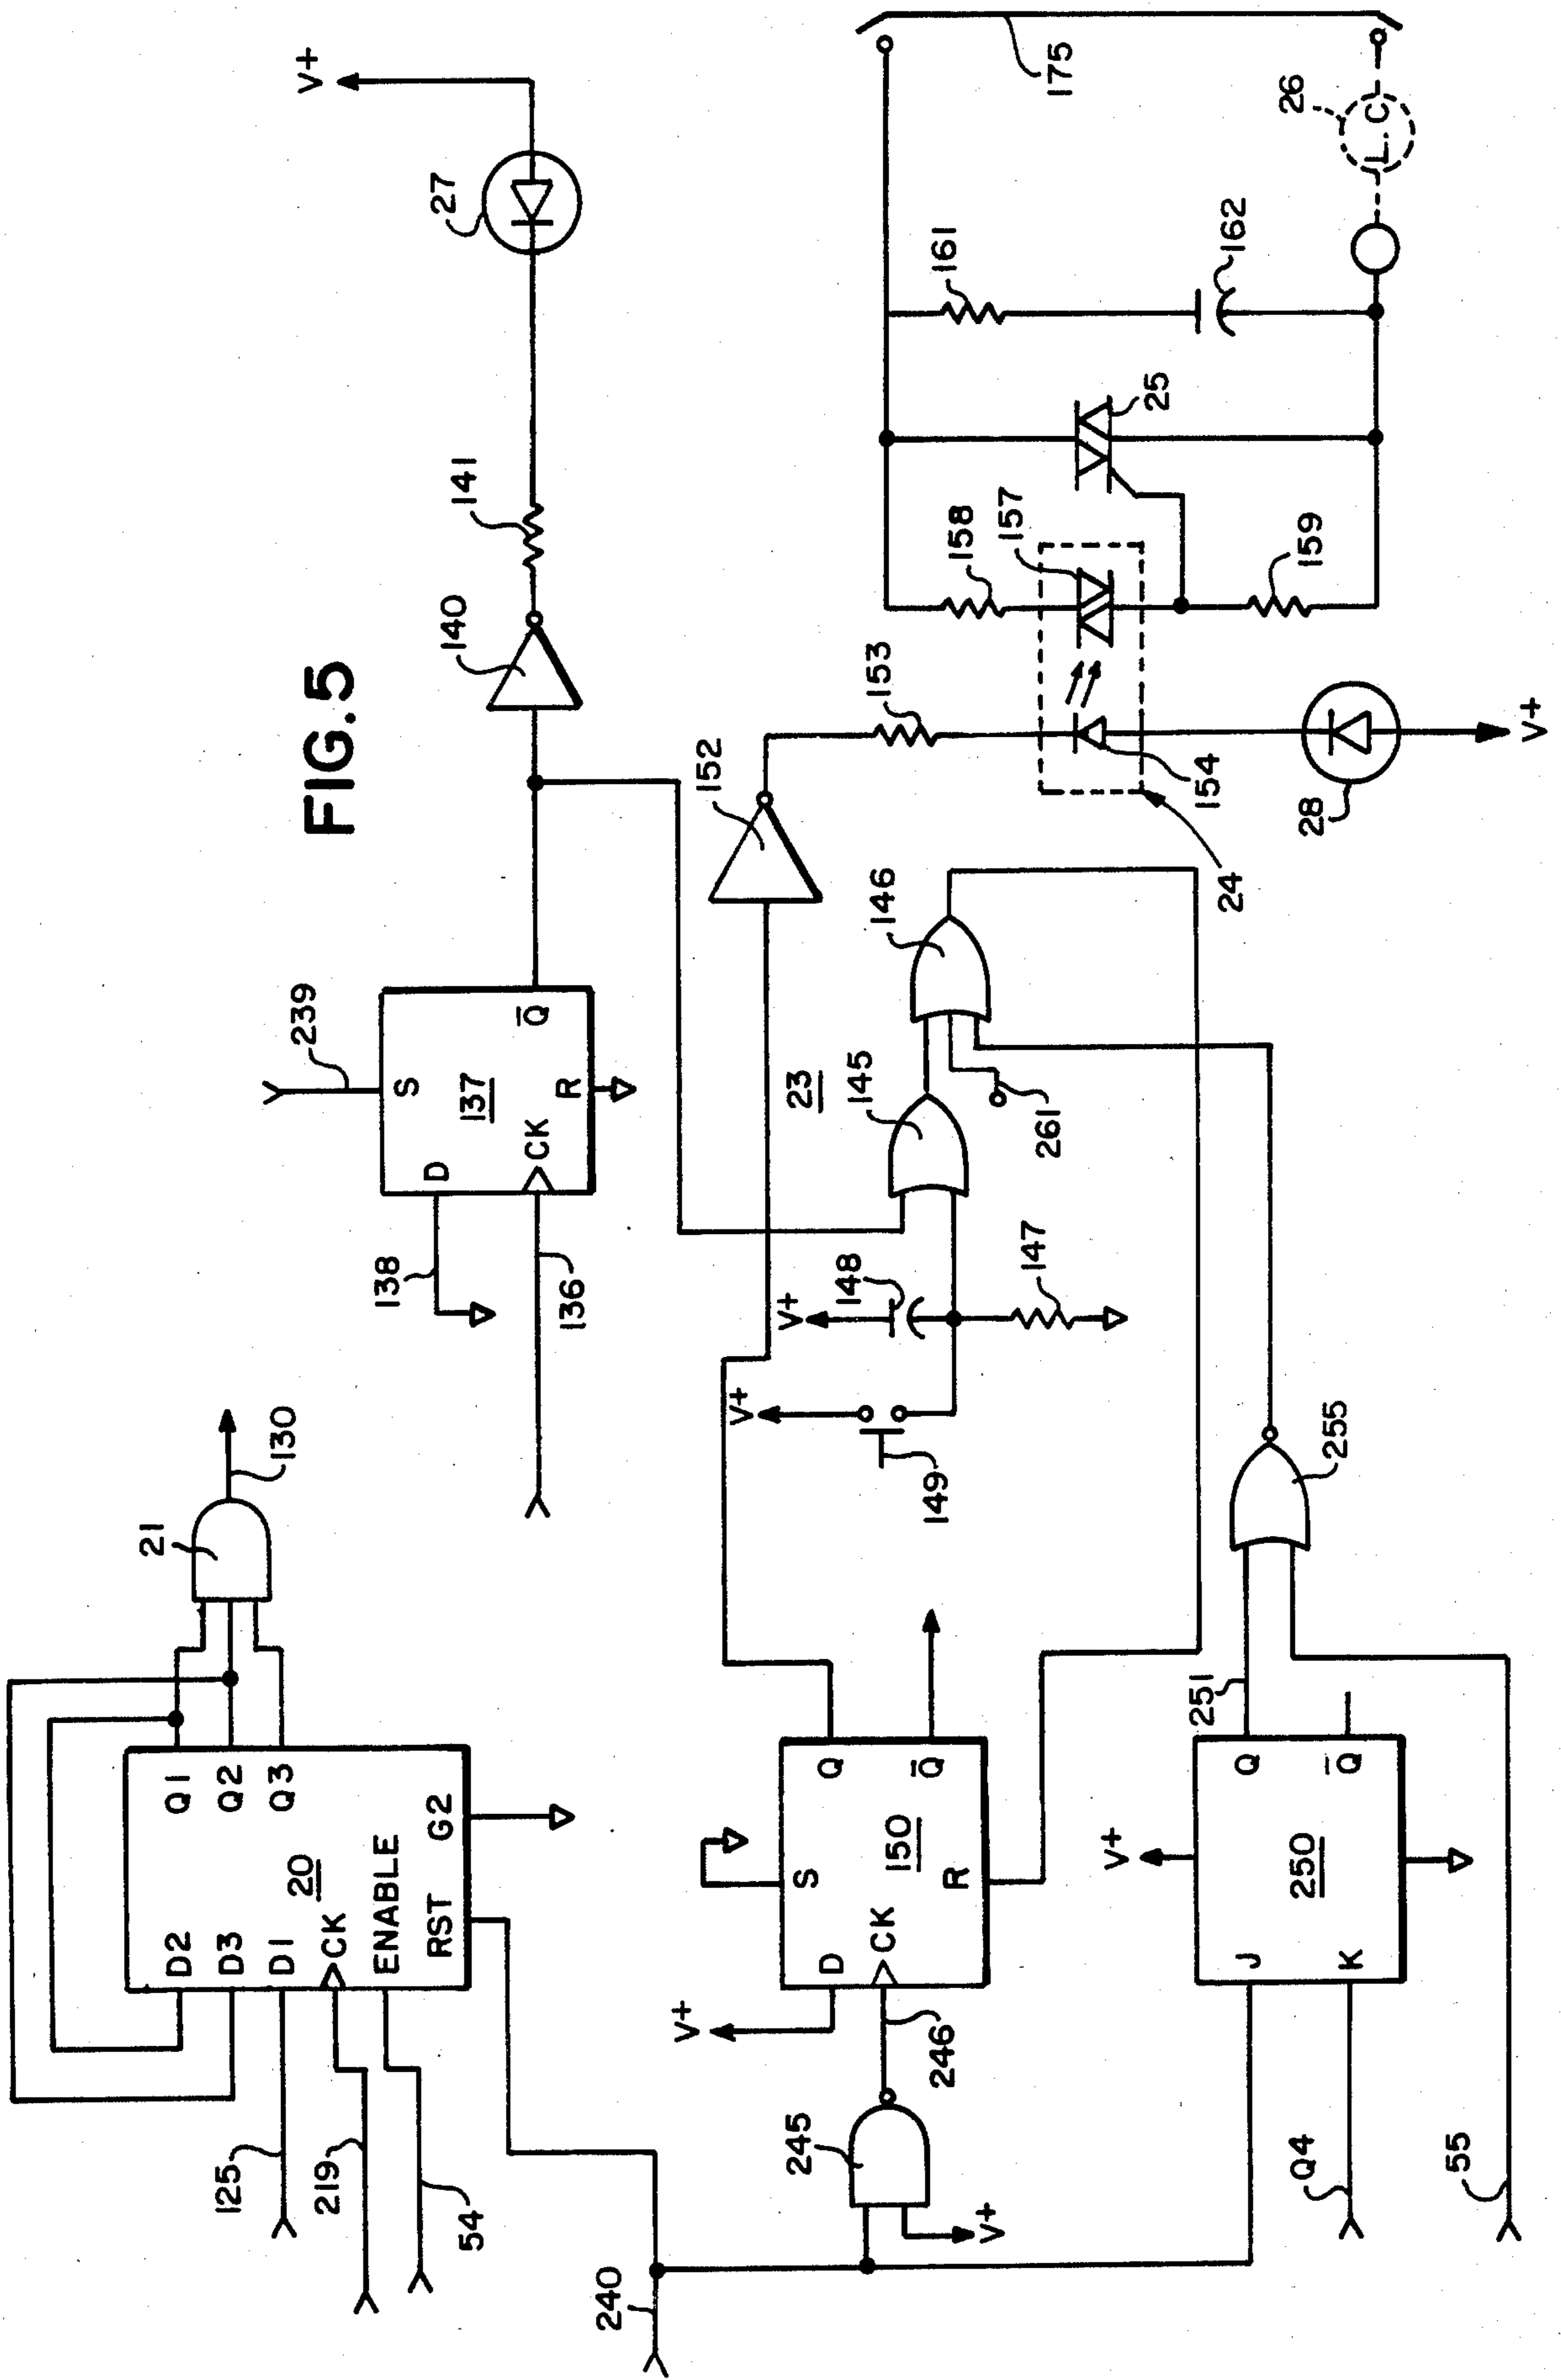 FIG. 5
D2
D3
D1
CK
ENABLE
RST
G2
Q1
Q2
Q3
20
21
130
125
219
54
240
239
S
D
137
CK
R
Q̄
138
136
140
141
27
V+
V+
D
S
CK
150
R
Q
Q̄
245
246
V+
23
V+
149
V+
148
147
145
146
261
152
153
154
24
28
V+
157
158
159
25
161
162
26
L.C
175
V+
J
K
250
Q
Q̄
251
255
Q4
55